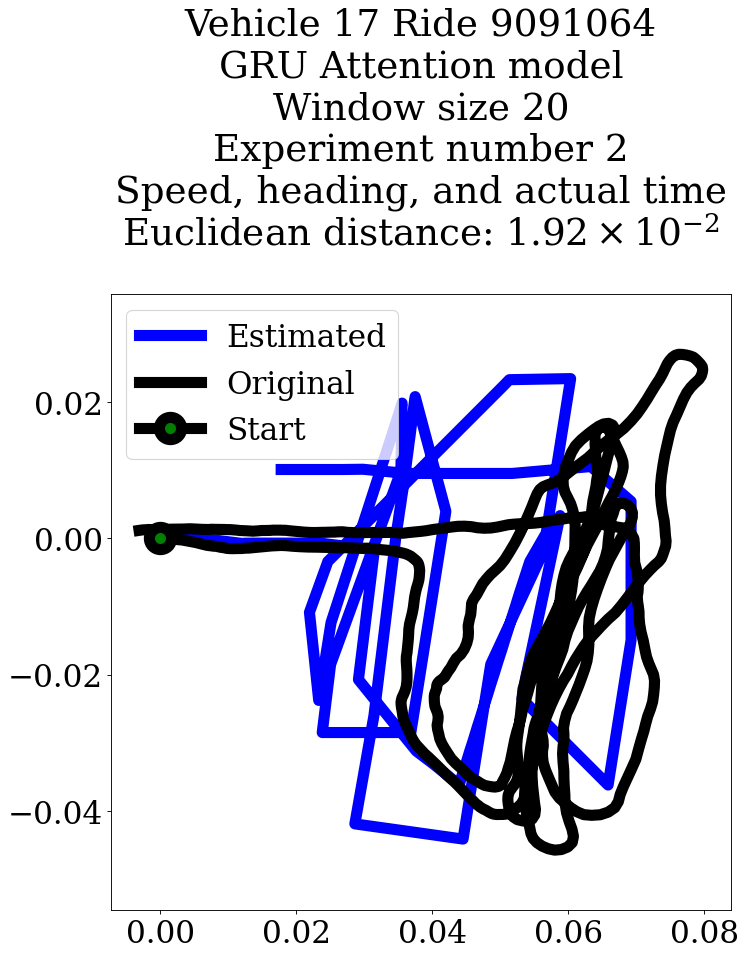 Vehicle 17 Ride 9091064
GRU Attention model
Window size 20
Experiment number 2
Speed, heading, and actual time
Euclidean distance: 1.92 × 10⁻²
Estimated
Original
Start
0.02
0.00
−0.02
−0.04
0.00 0.02 0.04 0.06 0.08